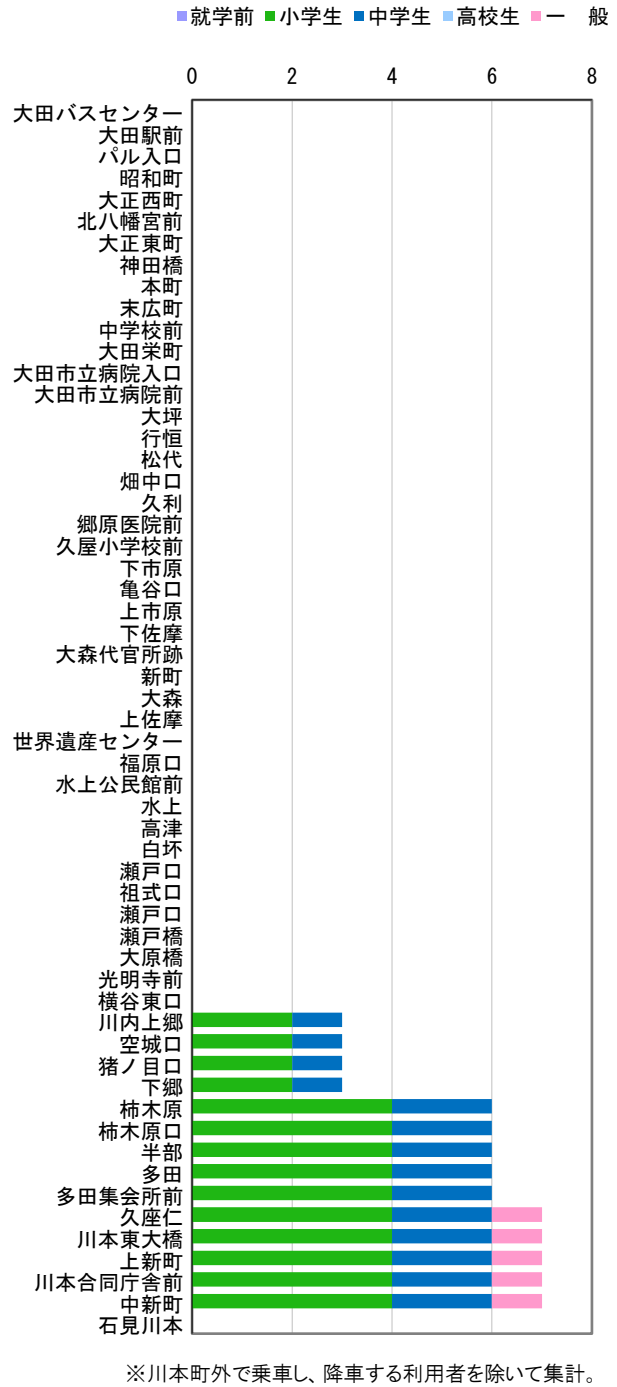 ■就学前 ■小学生 ■中学生 ■高校生 ■一　般
0 2 4 6 8
大田バスセンター
大田駅前
パル入口
昭和町
大正西町
北八幡宮前
大正東町
神田橋
本町
末広町
中学校前
大田栄町
大田市立病院入口
大田市立病院前
大坪
行恒
松代
畑中口
久利
郷原医院前
久屋小学校前
下市原
亀谷口
上市原
下佐摩
大森代官所跡
新町
大森
上佐摩
世界遺産センター
福原口
水上公民館前
水上
高津
白坏
瀬戸口
祖式口
瀬戸口
瀬戸橋
大原橋
光明寺前
横谷東口
川内上郷
空城口
猪ノ目口
下郷
柿木原
柿木原口
半部
多田
多田集会所前
久座仁
川本東大橋
上新町
川本合同庁舎前
中新町
石見川本
※川本町外で乗車し、降車する利用者を除いて集計。